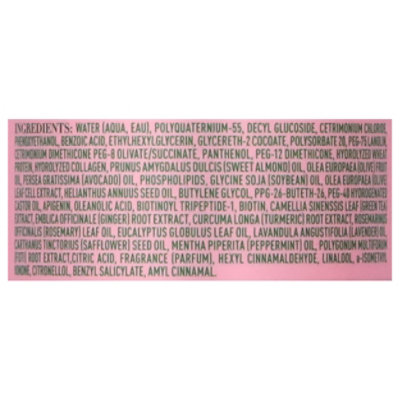 INGREDIENTS: WATER (AQUA, EAU), POLYQUATERNIUM-55, DECYL GLUCOSIDE, CETRIMONIUM CHLORIDE,
PHENOXYETHANOL, BENZOIC ACID, ETHYLHEXYLGLYCERIN, GLYCERETH-2 COCOATE, POLYSORBATE 20, PEG-75 LANOLIN,
CETRIMONIUM DIMETHICONE PEG-8 OLIVATE/SUCCINATE, PANTHENOL, PEG-12 DIMETHICONE, HYDROLYZED WHEAT
PROTEIN, HYDROLYZED COLLAGEN, PRUNUS AMYGDALUS DULCIS (SWEET ALMOND) OIL, OLEA EUROPAEA (OLIVE) FRUIT
OIL, PERSEA GRATISSIMA (AVOCADO) OIL, PHOSPHOLIPIDS, GLYCINE SOJA (SOYBEAN) OIL, OLEA EUROPAEA (OLIVE)
LEAF CELL EXTRACT, HELIANTHUS ANNUUS SEED OIL, BUTYLENE GLYCOL, PPG-26-BUTETH-26, PEG-40 HYDROGENATED
CASTOR OIL, APIGENIN, OLEANOLIC ACID, BIOTINOYL TRIPEPTIDE-1, BIOTIN, CAMELLIA SINENSIS LEAF (GREEN TEA)
EXTRACT, EMBLICA OFFICINALE (GINGER) ROOT EXTRACT, CURCUMA LONGA (TURMERIC) ROOT EXTRACT, ROSEMARINUS
OFFICINALIS (ROSEMARY) LEAF OIL, EUCALYPTUS GLOBULUS LEAF OIL, LAVANDULA ANGUSTIFOLIA (LAVENDER) OIL,
CARTHANUS TINCTORIUS (SAFFLOWER) SEED OIL, MENTHA PIPERITA (PEPPERMINT) OIL, POLYGONUM MULTIFORUM
ROOT EXTRACT, CITRIC ACID, FRAGRANCE (PARFUM), HEXYL CINNAMALDEHYDE, LINALOOL, a-ISOMETHYL
IONONE, CITRONELLOL, BENZYL SALICYLATE, AMYL CINNAMAL.